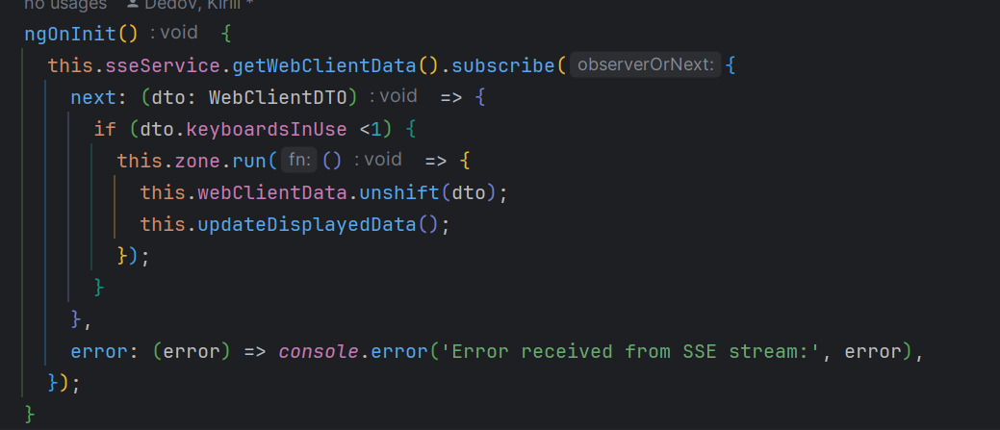 no usages Dedov, Kirill *
ngOnInit() : void {
this.sseService.getWebClientData().subscribe( observerOrNext: {
next: (dto: WebClientDTO) : void => {
if (dto.keyboardsInUse <1) {
this.zone.run( fn: () : void => {
this.webClientData.unshift(dto);
this.updateDisplayedData();
});
}
},
error: (error) => console.error('Error received from SSE stream:', error),
});
}